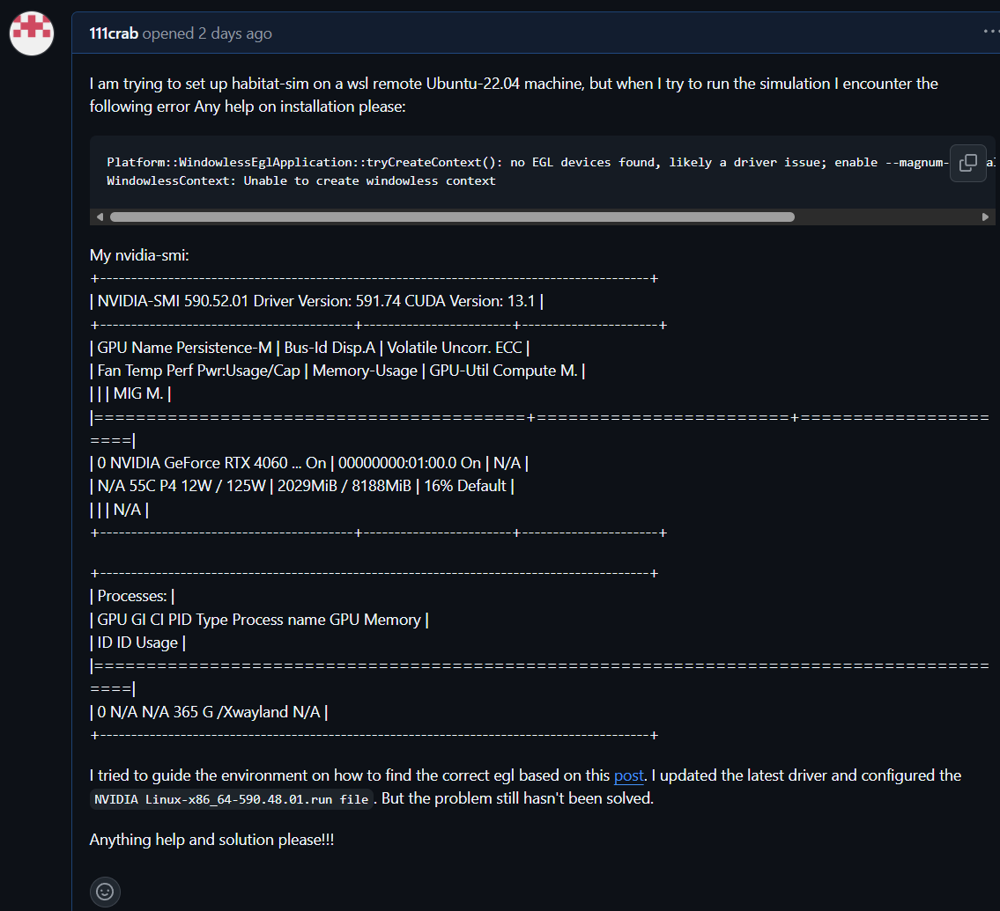 111crab opened 2 days ago
I am trying to set up habitat-sim on a wsl remote Ubuntu-22.04 machine, but when I try to run the simulation I encounter the
following error Any help on installation please:
Platform::WindowlessEglApplication::tryCreateContext(): no EGL devices found, likely a driver issue; enable --magnum-
WindowlessContext: Unable to create windowless context
My nvidia-smi:
+-----------------------------------------------------------------------------------------+
| NVIDIA-SMI 590.52.01 Driver Version: 591.74 CUDA Version: 13.1 |
+-----------------------------------------+------------------------+----------------------+
| GPU Name Persistence-M | Bus-Id Disp.A | Volatile Uncorr. ECC |
| Fan Temp Perf Pwr:Usage/Cap | Memory-Usage | GPU-Util Compute M. |
| | | MIG M. |
|=========================================+========================+==================
====|
| 0 NVIDIA GeForce RTX 4060 ... On | 00000000:01:00.0 On | N/A |
| N/A 55C P4 12W / 125W | 2029MiB / 8188MiB | 16% Default |
| | | N/A |
+-----------------------------------------+------------------------+----------------------+
+-----------------------------------------------------------------------------------------+
| Processes: |
| GPU GI CI PID Type Process name GPU Memory |
| ID ID Usage |
|=====================================================================================
====|
| 0 N/A N/A 365 G /Xwayland N/A |
+-----------------------------------------------------------------------------------------+
I tried to guide the environment on how to find the correct egl based on this post. I updated the latest driver and configured the
NVIDIA Linux-x86_64-590.48.01.run file. But the problem still hasn't been solved.
Anything help and solution please!!!